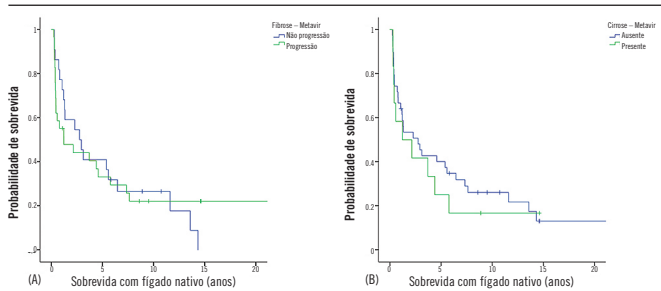 Fibrose – Metavir
Não progressão
Progressão
Probabilidade de sobrevida
1
0.8
0.6
0.4
0.2
0
0 5 10 15 20
(A) Sobrevida com fígado nativo (anos)
Cirrose – Metavir
Ausente
Presente
Probabilidade de sobrevida
1
0.8
0.6
0.4
0.2
0
0 5 10 15 20
(B) Sobrevida com fígado nativo (anos)